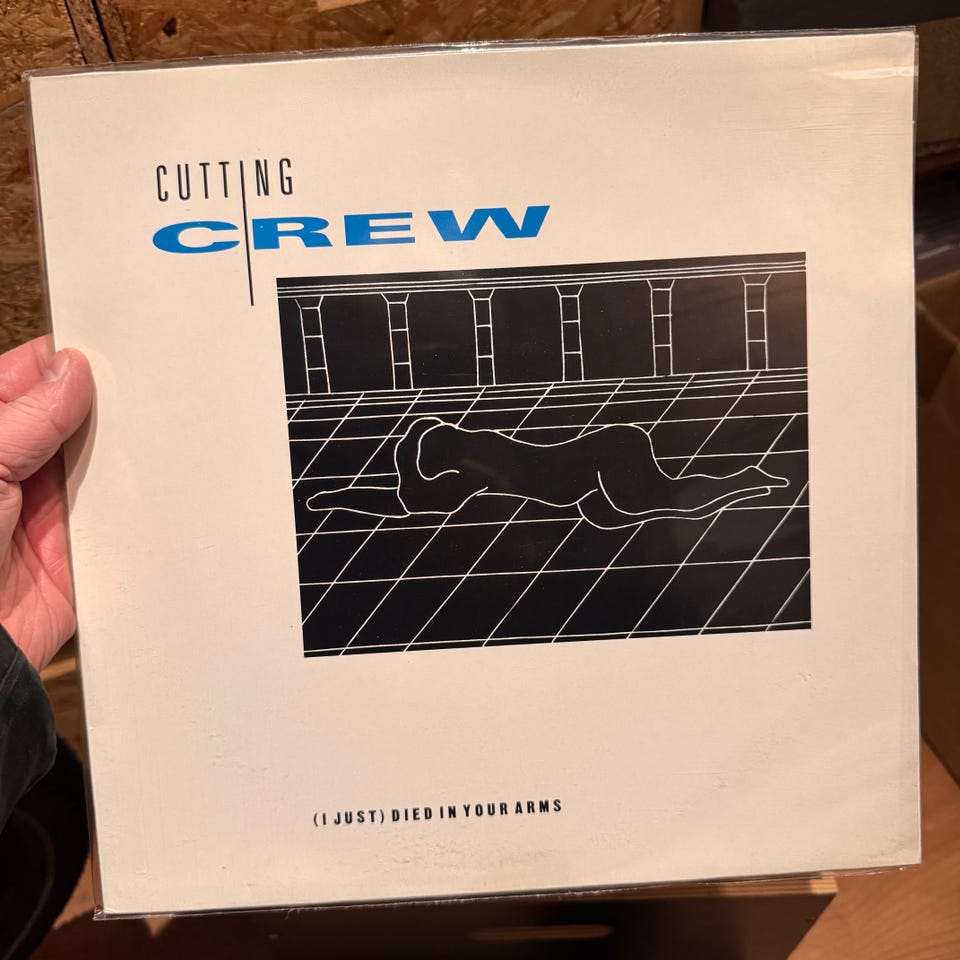 CUTTING
CREW
(I JUST) DIED IN YOUR ARMS